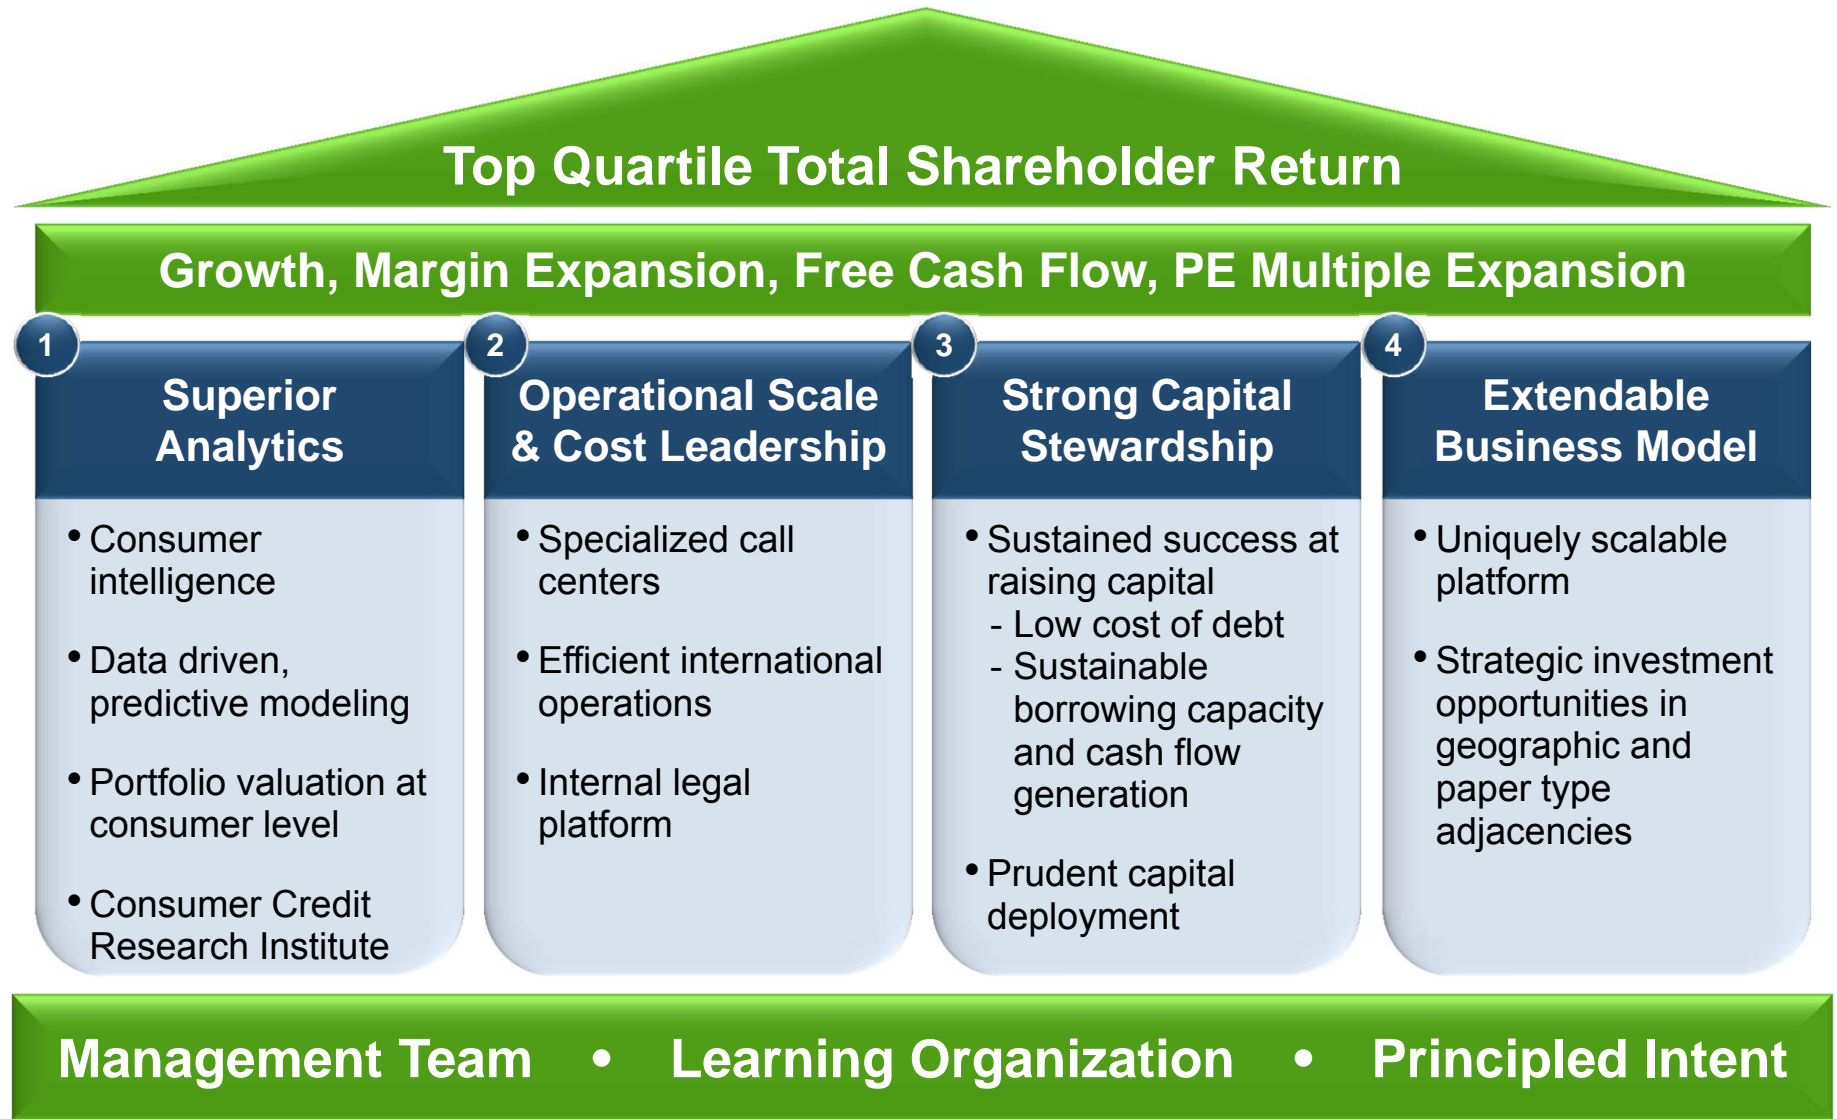 Top Quartile Total Shareholder Return
Growth, Margin Expansion, Free Cash Flow, PE Multiple Expansion
1
Superior
Analytics
• Consumer
intelligence
• Data driven,
predictive modeling
• Portfolio valuation at
consumer level
• Consumer Credit
Research Institute
2
Operational Scale
& Cost Leadership
• Specialized call
centers
• Efficient international
operations
• Internal legal
platform
3
Strong Capital
Stewardship
• Sustained success at
raising capital
- Low cost of debt
- Sustainable
borrowing capacity
and cash flow
generation
• Prudent capital
deployment
4
Extendable
Business Model
• Uniquely scalable
platform
• Strategic investment
opportunities in
geographic and
paper type
adjacencies
Management Team • Learning Organization • Principled Intent